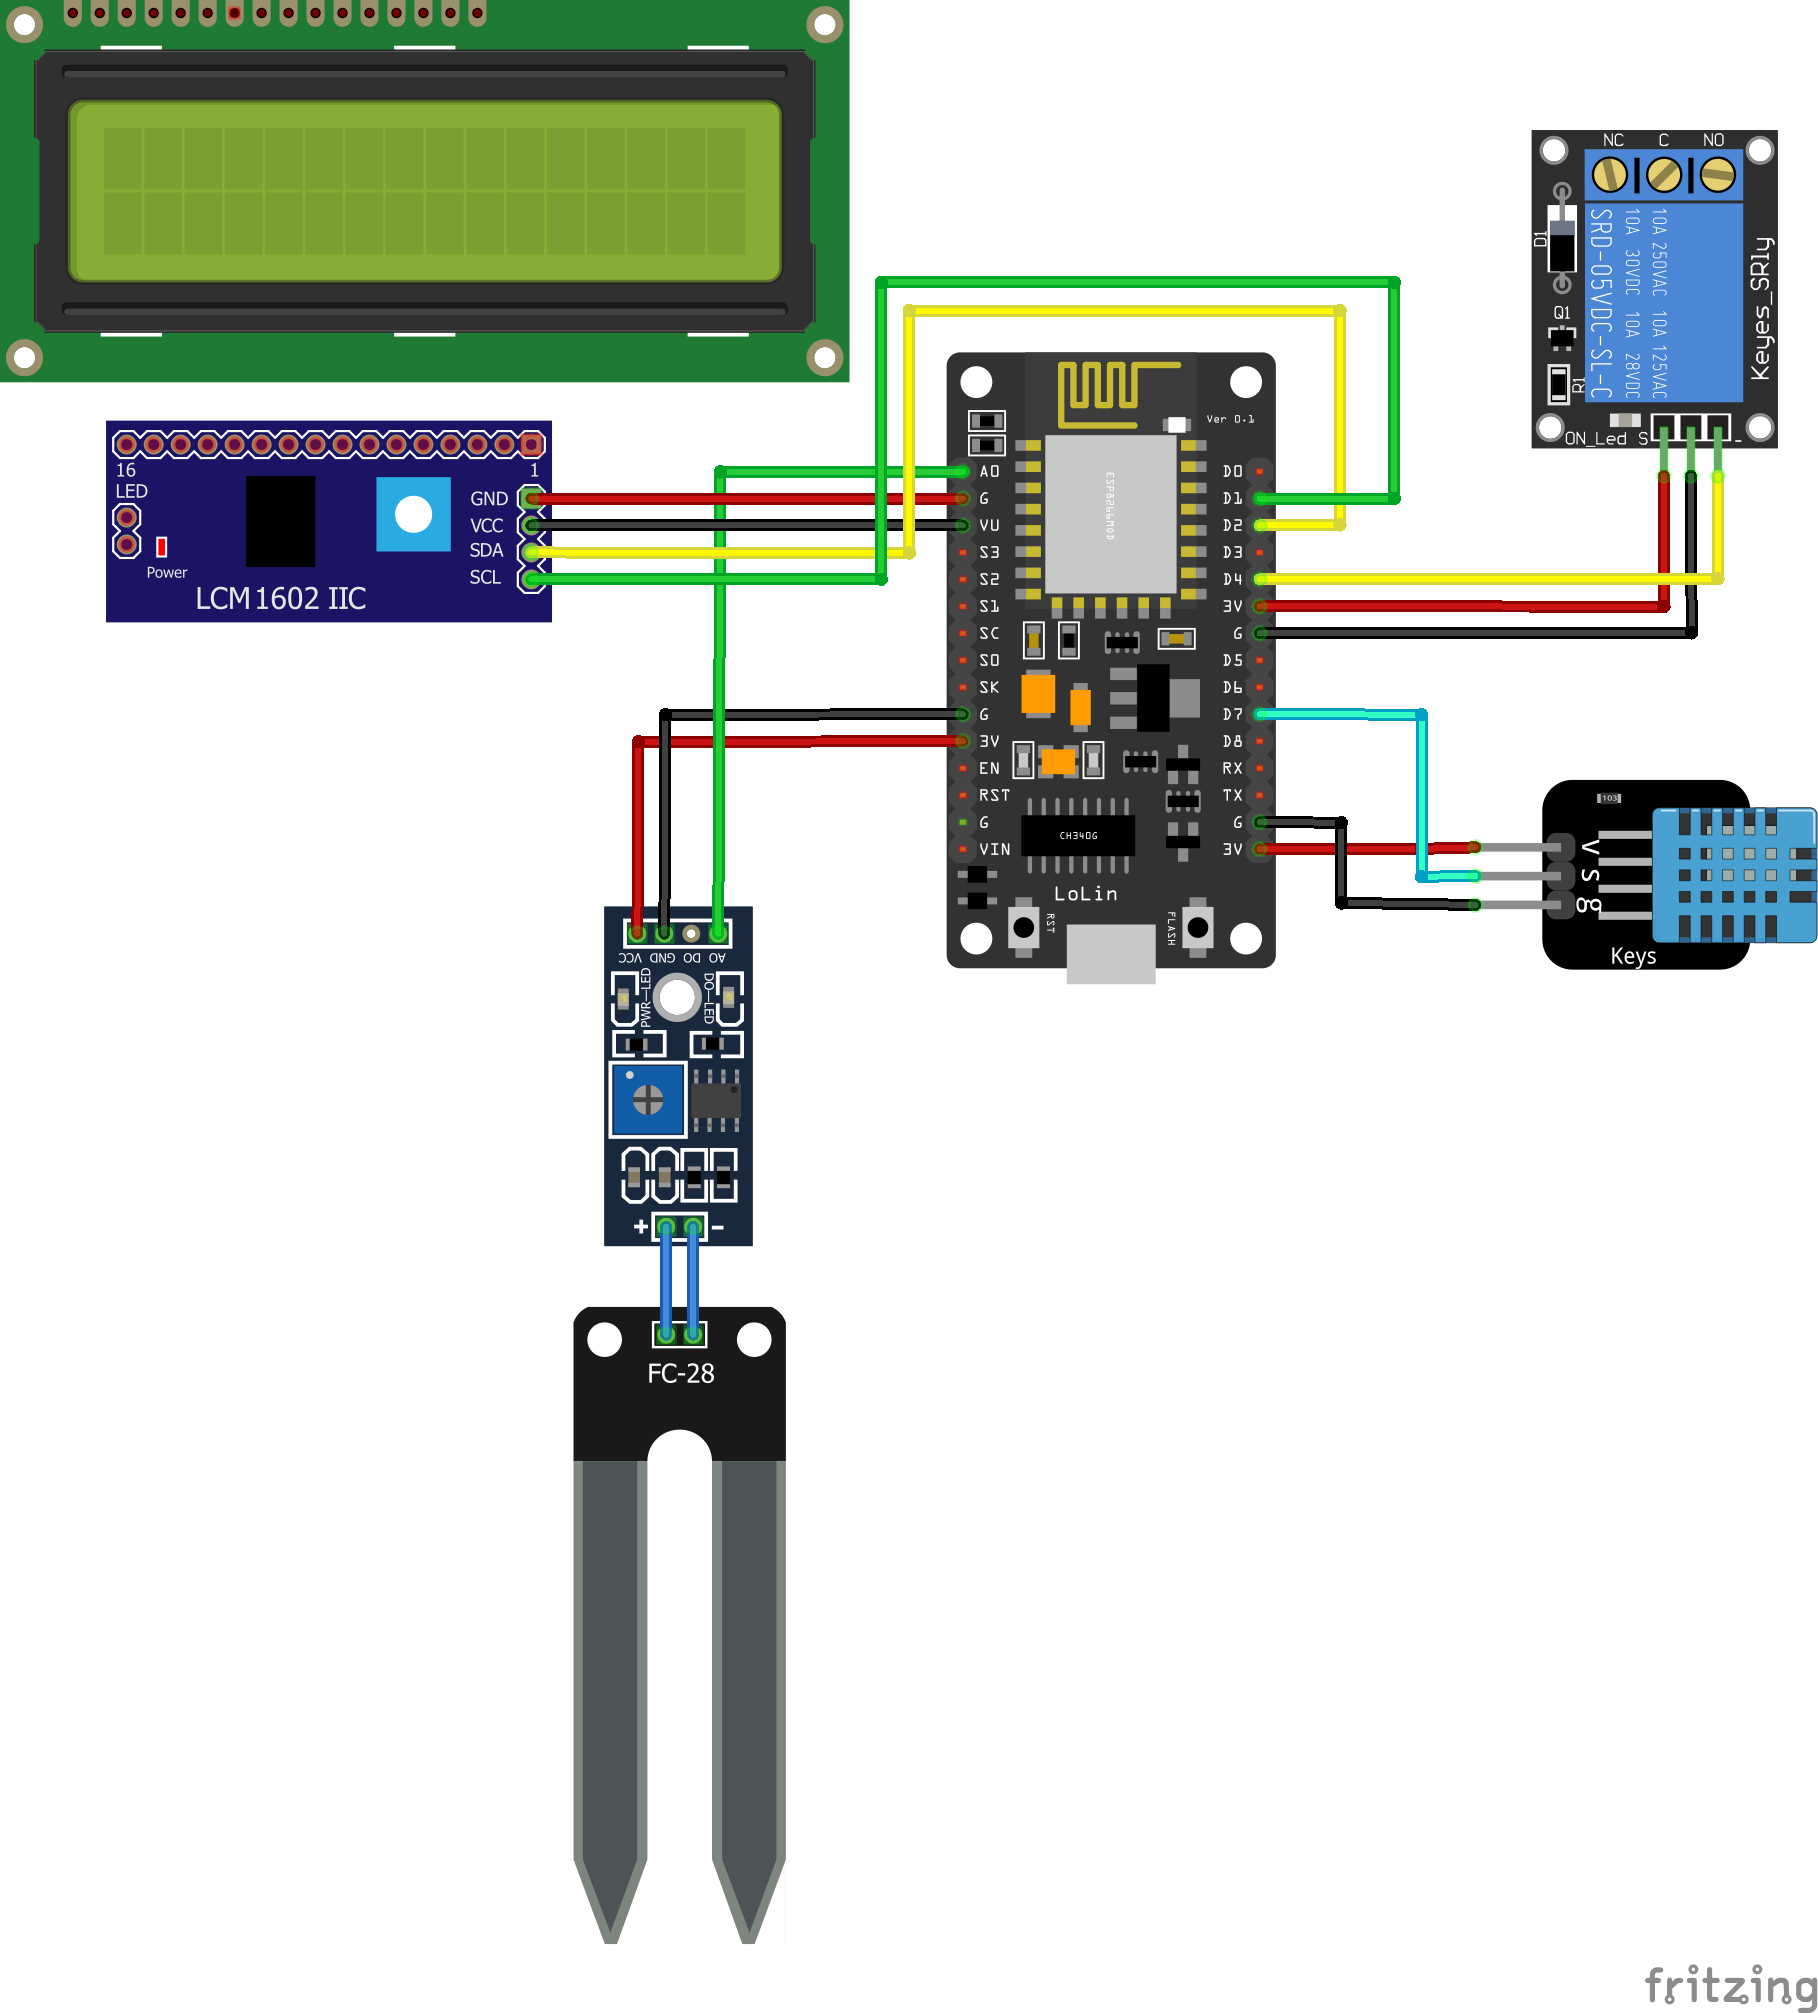 NC C NO
D1
SRD-05VDC-SL-C
10A 30VDC 10A 28VDC
10A 250VAC 10A 125VAC
Keyes_SR1y
Q1
R1
ON_Led S -
16 1
LED
Power
GND
VCC
SDA
SCL
LCM1602 IIC
Ver 0.1
ESP8266MOD
A0
G
VU
S3
S2
S1
SC
S0
SK
G
3V
EN
RST
G
VIN
D0
D1
D2
D3
D4
3V
G
D5
D6
D7
D8
RX
TX
G
3V
CH340G
LoLin
RST
FLASH
103
V
S
g
Keys
VCC GND DO AO
PWR-LED
DO-LED
+ -
FC-28
fritzing